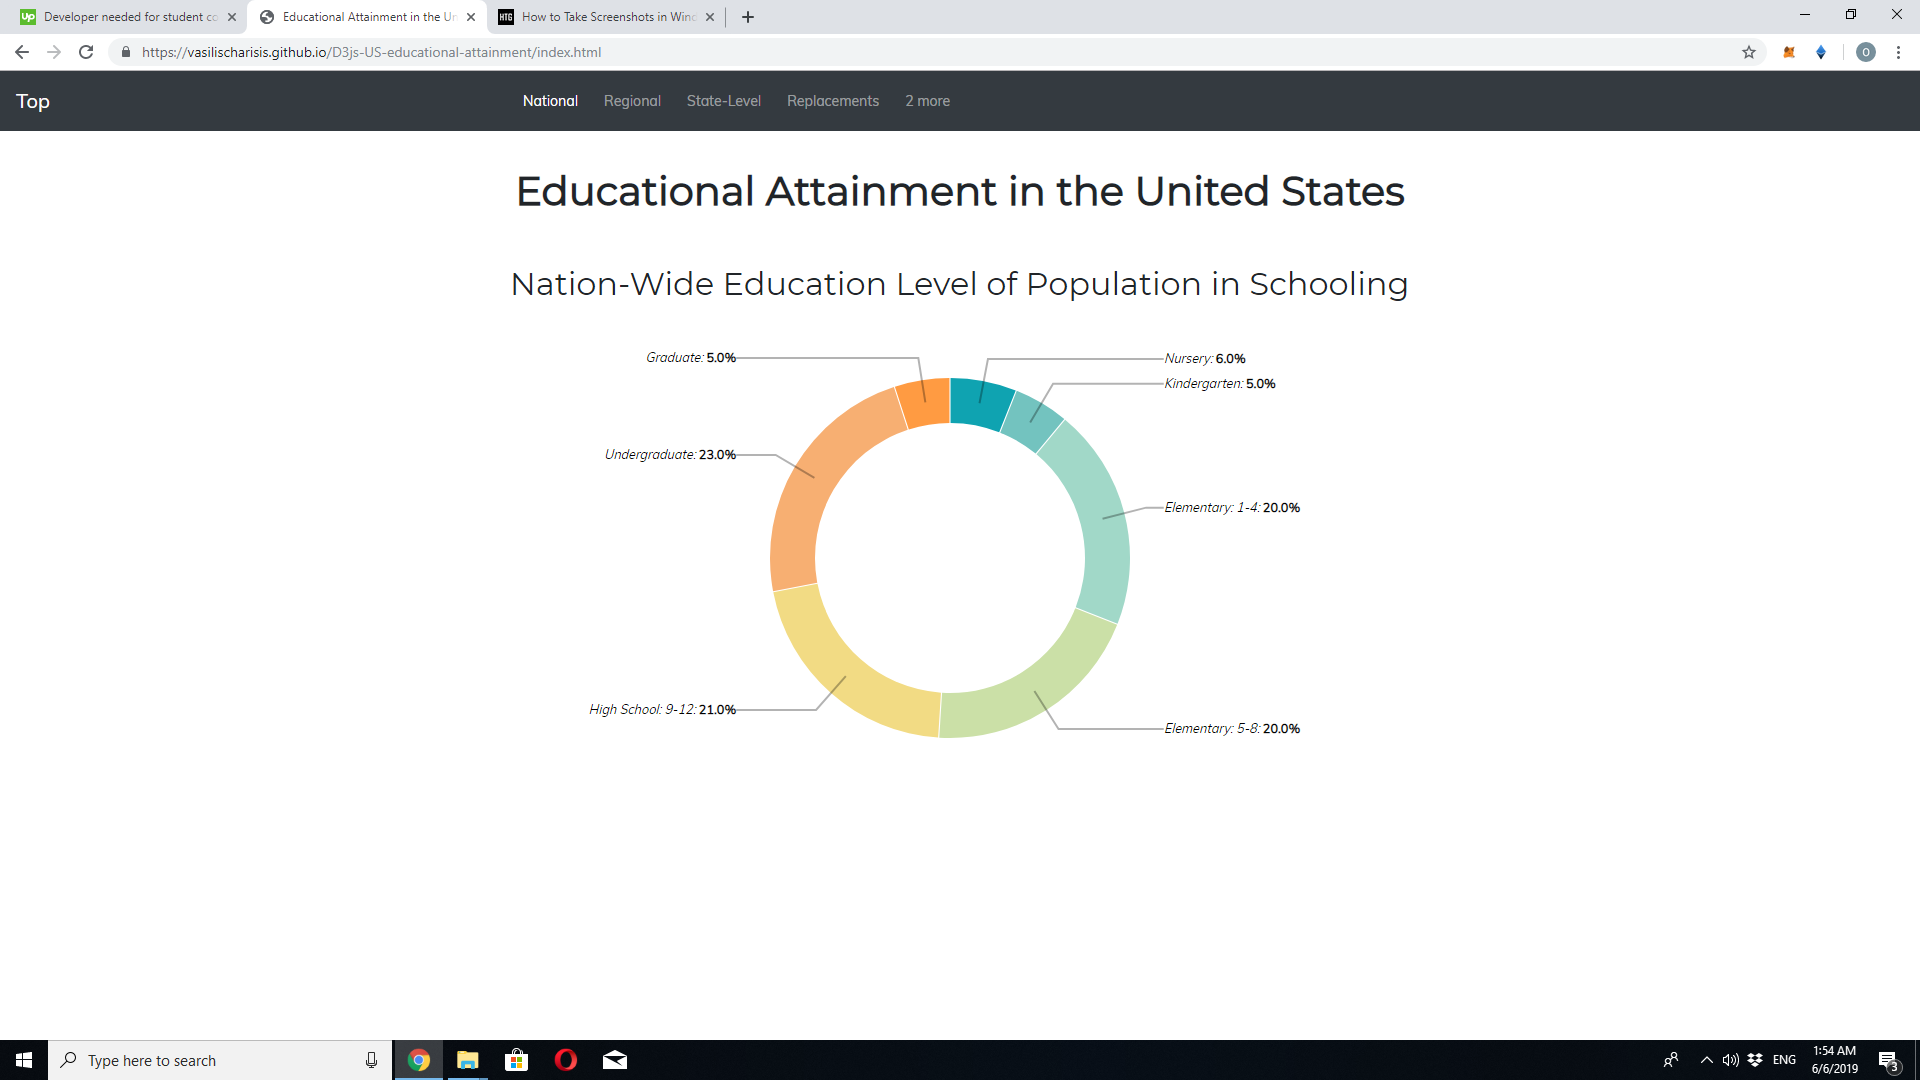 Up Developer needed for student co
Educational Attainment in the Un
HTG How to Take Screenshots in Wind
https://vasilischarisis.github.io/D3js-US-educational-attainment/index.html
O
Top
National Regional State-Level Replacements 2 more
Educational Attainment in the United States
Nation-Wide Education Level of Population in Schooling
Graduate: 5.0%
Nursery: 6.0%
Kindergarten: 5.0%
Undergraduate: 23.0%
Elementary: 1-4: 20.0%
High School: 9-12: 21.0%
Elementary: 5-8: 20.0%
Type here to search
ENG
1:54 AM
6/6/2019
3